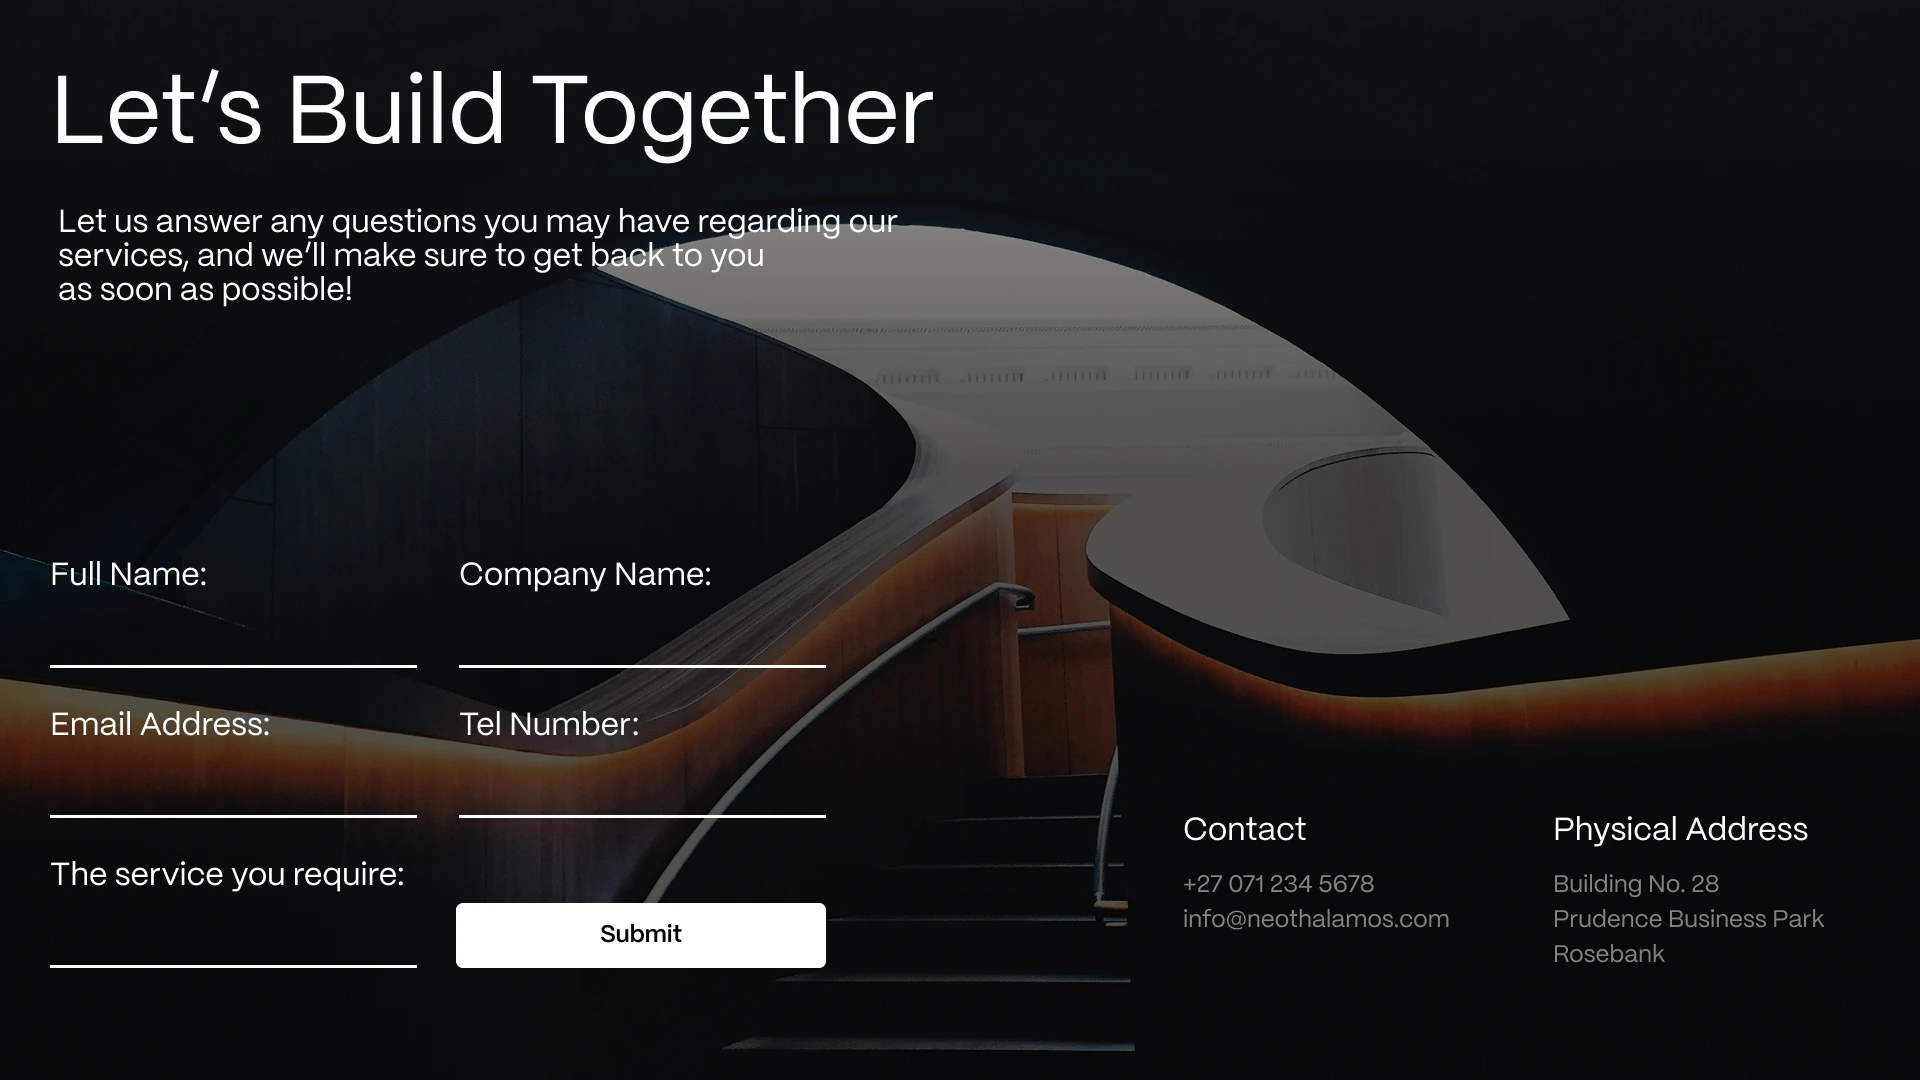 Let’s Build Together
Let us answer any questions you may have regarding our
services, and we’ll make sure to get back to you
as soon as possible!
Full Name:
Company Name:
Email Address:
Tel Number:
The service you require:
Submit
Contact
+27 071 234 5678
info@neothalamos.com
Physical Address
Building No. 28
Prudence Business Park
Rosebank